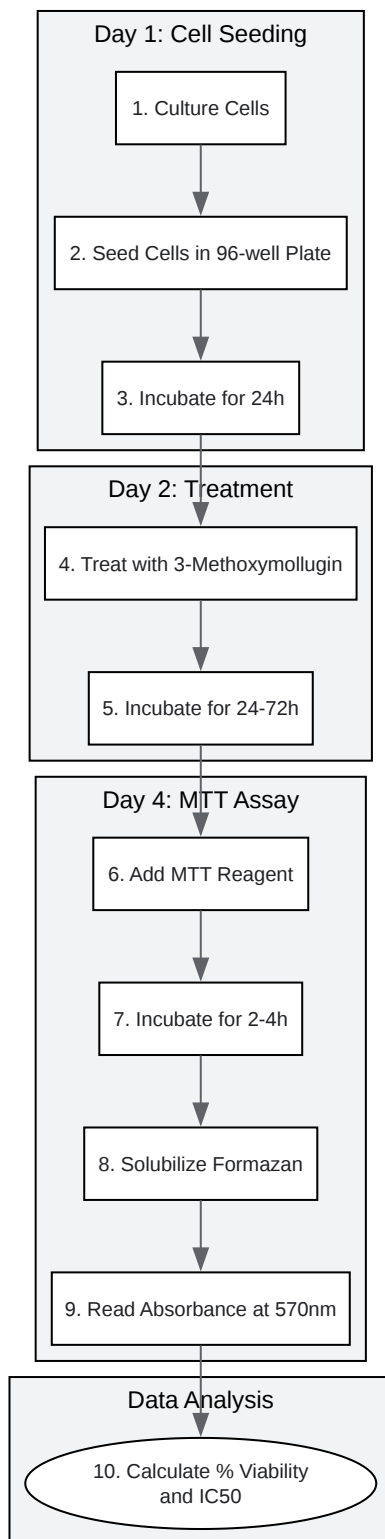 Day 1: Cell Seeding
1. Culture Cells
2. Seed Cells in 96-well Plate
3. Incubate for 24h
Day 2: Treatment
4. Treat with 3-Methoxymollugin
5. Incubate for 24-72h
Day 4: MTT Assay
6. Add MTT Reagent
7. Incubate for 2-4h
8. Solubilize Formazan
9. Read Absorbance at 570nm
Data Analysis
10. Calculate % Viability
and IC50